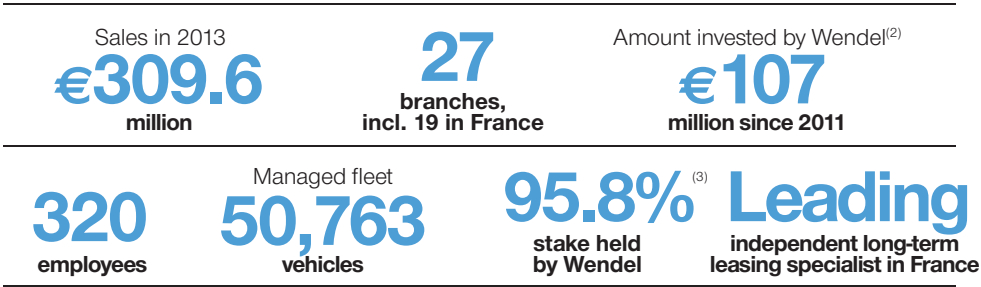 Sales in 2013
€309.6
million
27
branches,
incl. 19 in France
Amount invested by Wendel(2)
€107
million since 2011
320
employees
Managed fleet
50,763
vehicles
95.8% (3)
stake held
by Wendel
Leading
independent long-term
leasing specialist in France